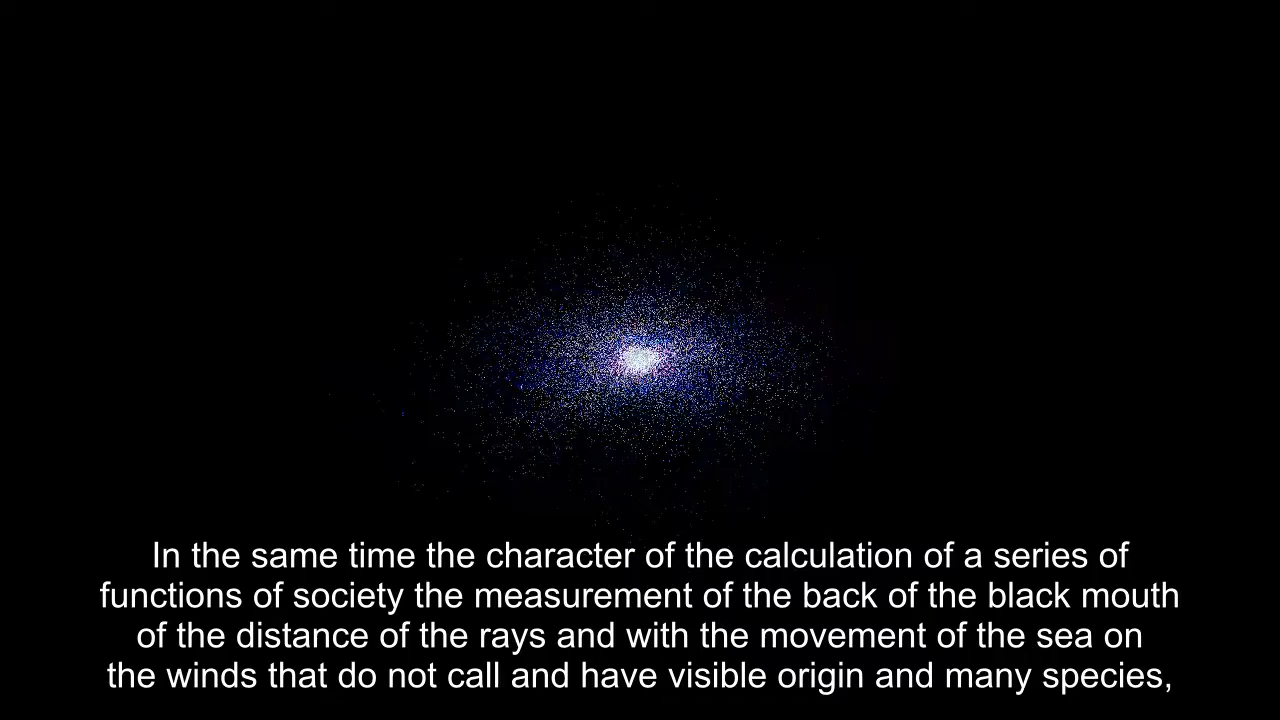 In the same time the character of the calculation of a series of
functions of society the measurement of the back of the black mouth
of the distance of the rays and with the movement of the sea on
the winds that do not call and have visible origin and many species,